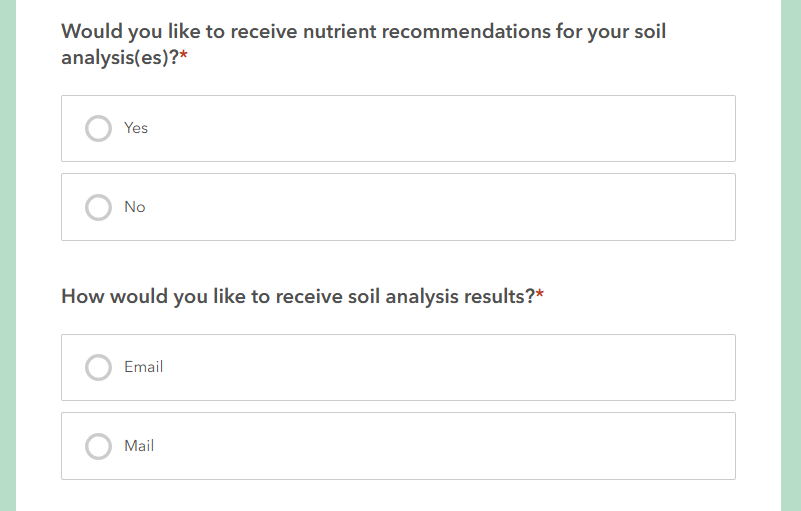 Would you like to receive nutrient recommendations for your soil
analysis(es)?*
Yes
No
How would you like to receive soil analysis results?*
Email
Mail